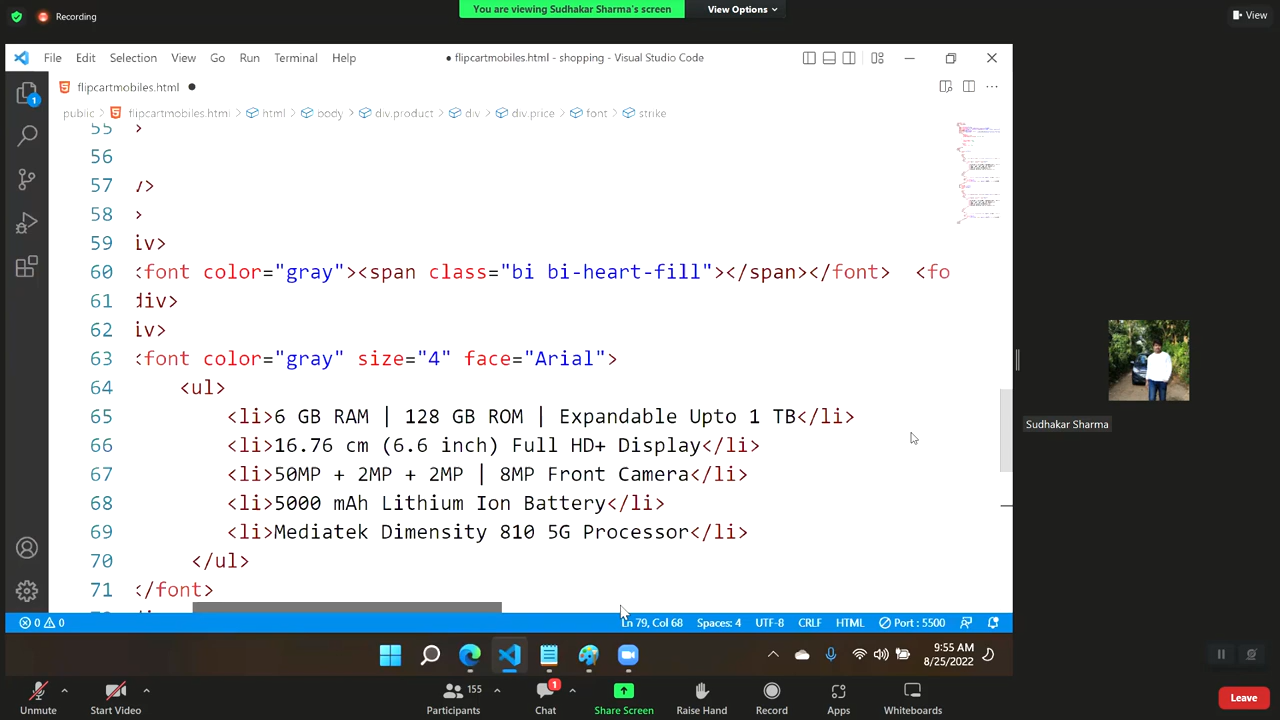 Recording
You are viewing Sudhakar Sharma's screen
View Options
View
File Edit Selection View Go Run Terminal Help
● flipcartmobiles.html - shopping - Visual Studio Code
flipcartmobiles.html ●
public > flipcartmobiles.html > html > body > div.product > div > div.price > font > strike
55 >
56
57 />
58 >
59 iv>
60 <font color="gray"><span class="bi bi-heart-fill"></span></font> <fo
61 div>
62 iv>
63 <font color="gray" size="4" face="Arial">
64 <ul>
65 <li>6 GB RAM | 128 GB ROM | Expandable Upto 1 TB</li>
66 <li>16.76 cm (6.6 inch) Full HD+ Display</li>
67 <li>50MP + 2MP + 2MP | 8MP Front Camera</li>
68 <li>5000 mAh Lithium Ion Battery</li>
69 <li>Mediatek Dimensity 810 5G Processor</li>
70 </ul>
71 </font>
1
Sudhakar Sharma
0 0 Ln 79, Col 68 Spaces: 4 UTF-8 CRLF HTML Port : 5500
9:55 AM
8/25/2022
Unmute Start Video Participants 155 Chat 1 Share Screen Raise Hand Record Apps Whiteboards Leave